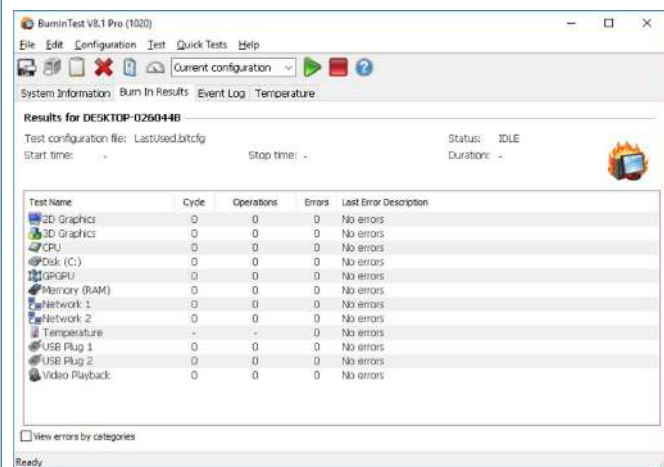 BurnInTest V8.1 Pro (1020)
File Edit Configuration Test Quick Tests Help
Current configuration
System Information Burn In Results Event Log Temperature
Results for DESKTOP-026044B
Test configuration file: LastUsed.bitcfg Status: IDLE
Start time: - Stop time: - Duration: -
Test Name Cycle Operations Errors Last Error Description
2D Graphics 0 0 0 No errors
3D Graphics 0 0 0 No errors
CPU 0 0 0 No errors
Disk (C:) 0 0 0 No errors
GPGPU 0 0 0 No errors
Memory (RAM) 0 0 0 No errors
Network 1 0 0 0 No errors
Network 2 0 0 0 No errors
Temperature - - 0 No errors
USB Plug 1 0 0 0 No errors
USB Plug 2 0 0 0 No errors
Video Playback 0 0 0 No errors
View errors by categories
Ready